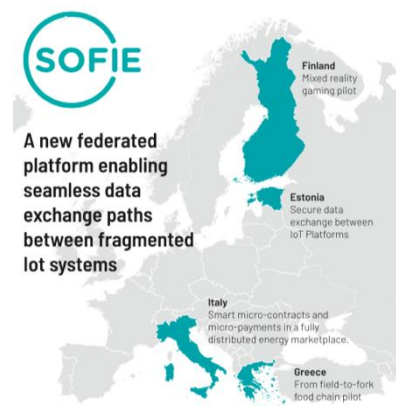 SOFIE
A new federated
platform enabling
seamless data
exchange paths
between fragmented
Iot systems
Finland
Mixed reality
gaming pilot
Estonia
Secure data
exchange between
IoT Platforms
Italy
Smart micro-contracts and
micro-payments in a fully
distributed energy marketplace.
Greece
From field-to-fork
food chain pilot